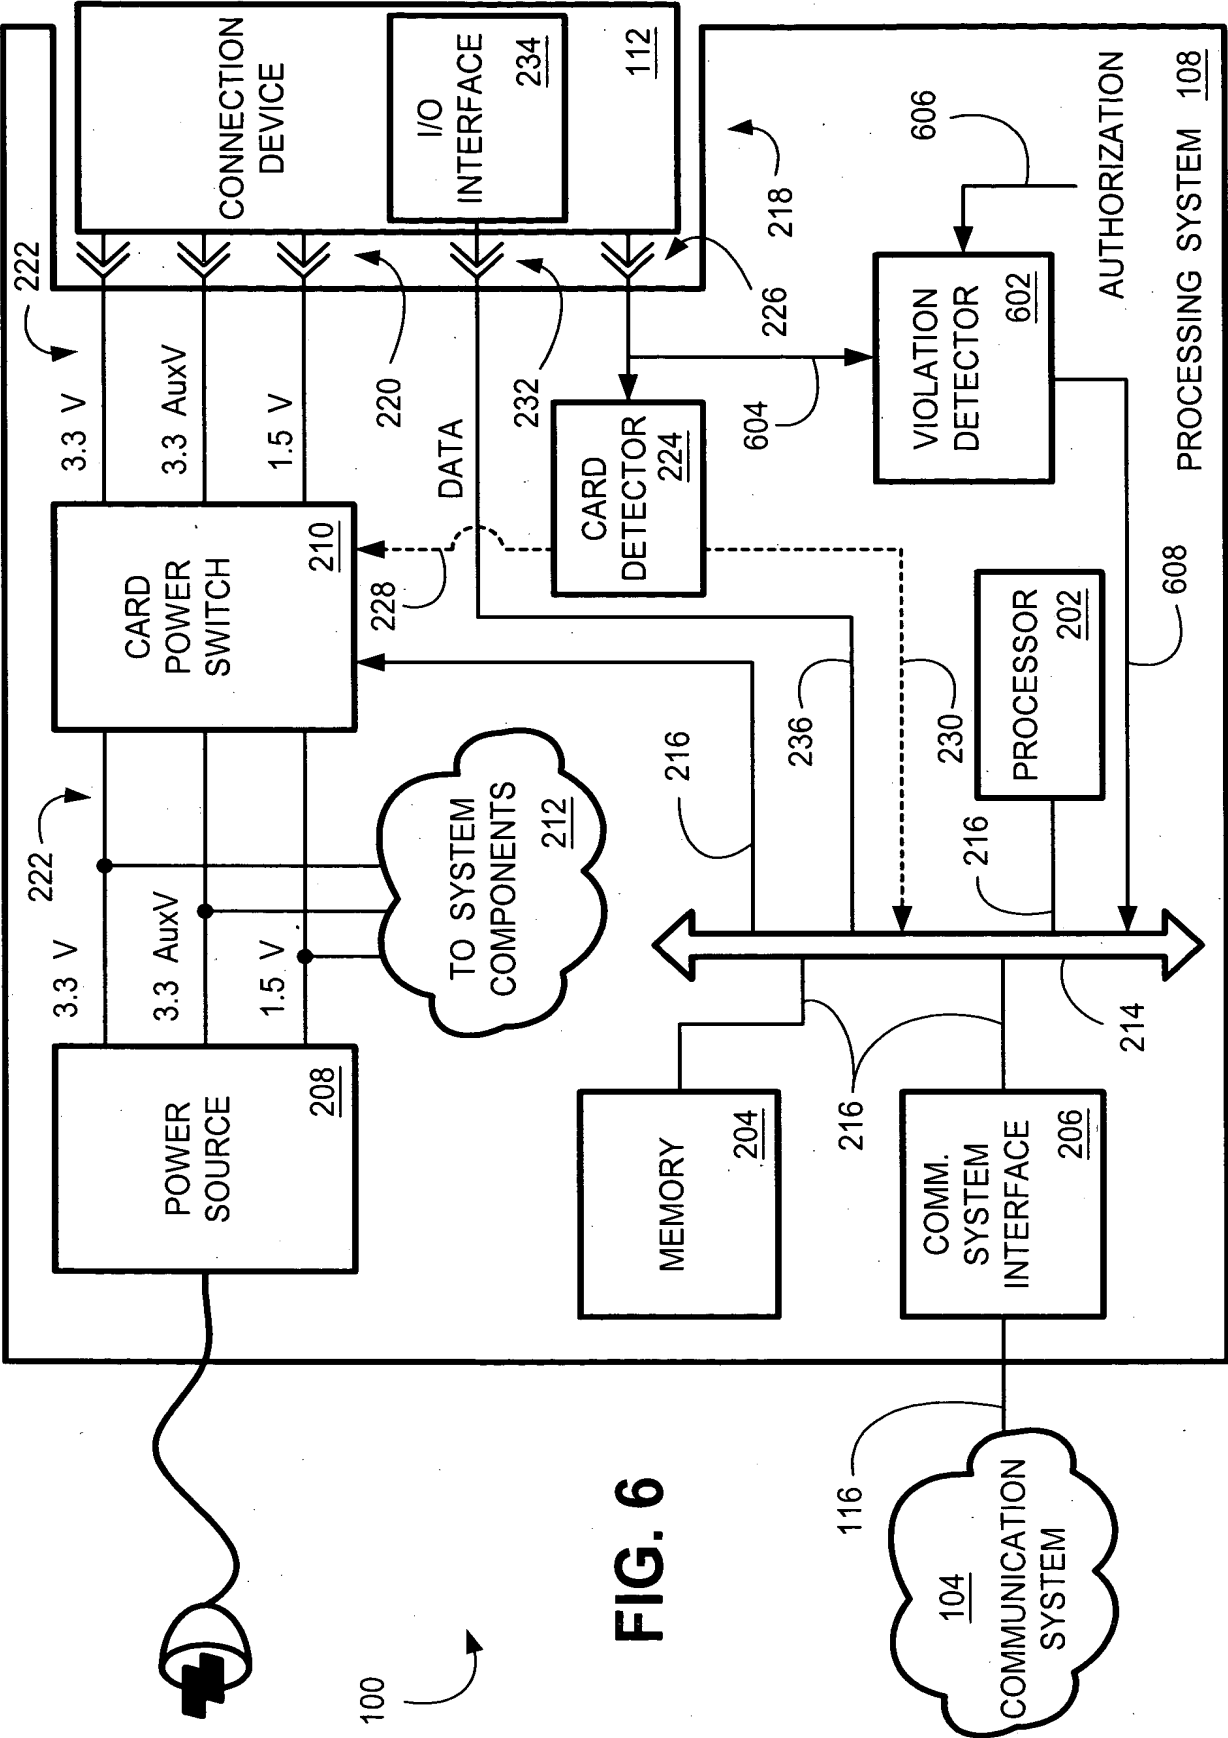 100
POWER
SOURCE
208
3.3 V
3.3 AuxV
1.5 V
222
TO SYSTEM
COMPONENTS
212
CARD
POWER
SWITCH
210
3.3 V
3.3 AuxV
1.5 V
222
220
CONNECTION
DEVICE
I/O
INTERFACE
234
112
DATA
232
226
218
228
CARD
DETECTOR
224
604
VIOLATION
DETECTOR
602
606
AUTHORIZATION
PROCESSING SYSTEM 108
216
236
230
PROCESSOR
202
216
608
214
MEMORY
204
216
COMM.
SYSTEM
INTERFACE
206
116
104
COMMUNICATION
SYSTEM
FIG. 6